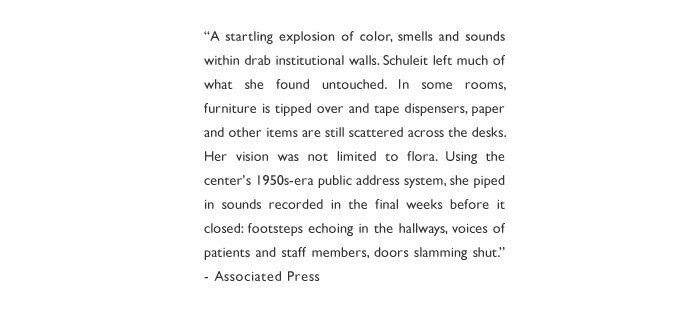 “A startling explosion of color, smells and sounds
within drab institutional walls. Schuleit left much of
what she found untouched. In some rooms,
furniture is tipped over and tape dispensers, paper
and other items are still scattered across the desks.
Her vision was not limited to flora. Using the
center’s 1950s-era public address system, she piped
in sounds recorded in the final weeks before it
closed: footsteps echoing in the hallways, voices of
patients and staff members, doors slamming shut.”
- Associated Press